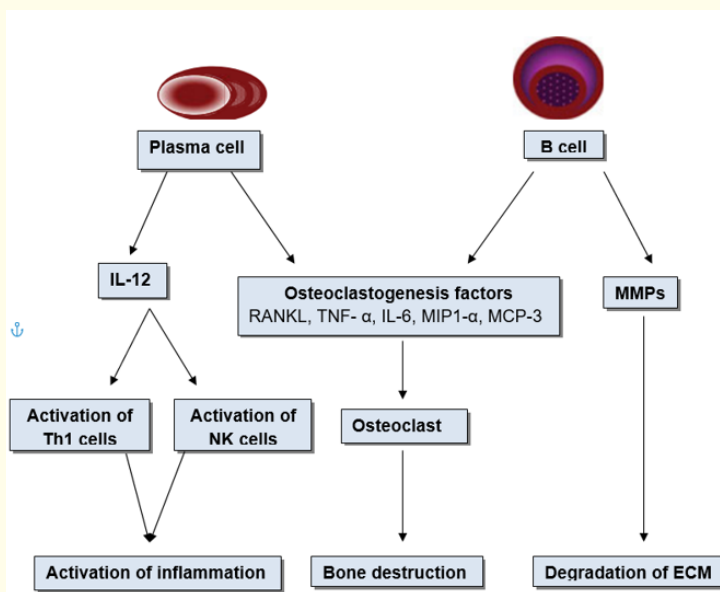 Plasma cell
B cell
IL-12
Osteoclastogenesis factors
RANKL, TNF- α, IL-6, MIP1-α, MCP-3
MMPs
Activation of
Th1 cells
Activation of
NK cells
Osteoclast
Activation of inflammation
Bone destruction
Degradation of ECM